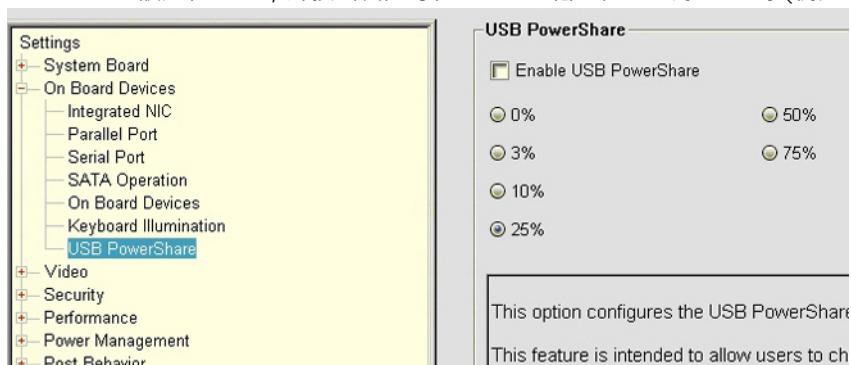 Settings
System Board
On Board Devices
Integrated NIC
Parallel Port
Serial Port
SATA Operation
On Board Devices
Keyboard Illumination
USB PowerShare
Video
Security
Performance
Power Management
Post Behavior
USB PowerShare
Enable USB PowerShare
0%
50%
3%
75%
10%
25%
This option configures the USB PowerShare
This feature is intended to allow users to ch